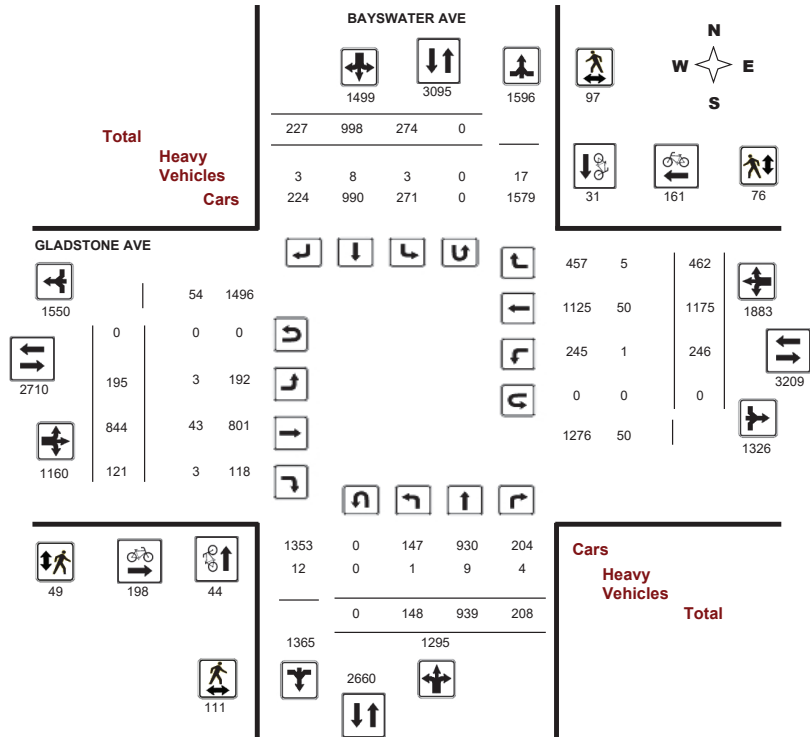 BAYSWATER AVE
N
W E
S
1499 3095 1596 97
227 998 274 0
Total
Heavy
Vehicles
Cars
3 8 3 0 17
224 990 271 0 1579
31 161 76
GLADSTONE AVE
1550
54 1496
0 0 0
2710
195 3 192
844 43 801
1160
121 3 118
457 5 462
1125 50 1175
1883
245 1 246
3209
0 0 0
1276 50
1326
1353 0 147 930 204
12 0 1 9 4
0 148 939 208
1365 1295
2660
49 198 44
111
Cars
Heavy
Vehicles
Total